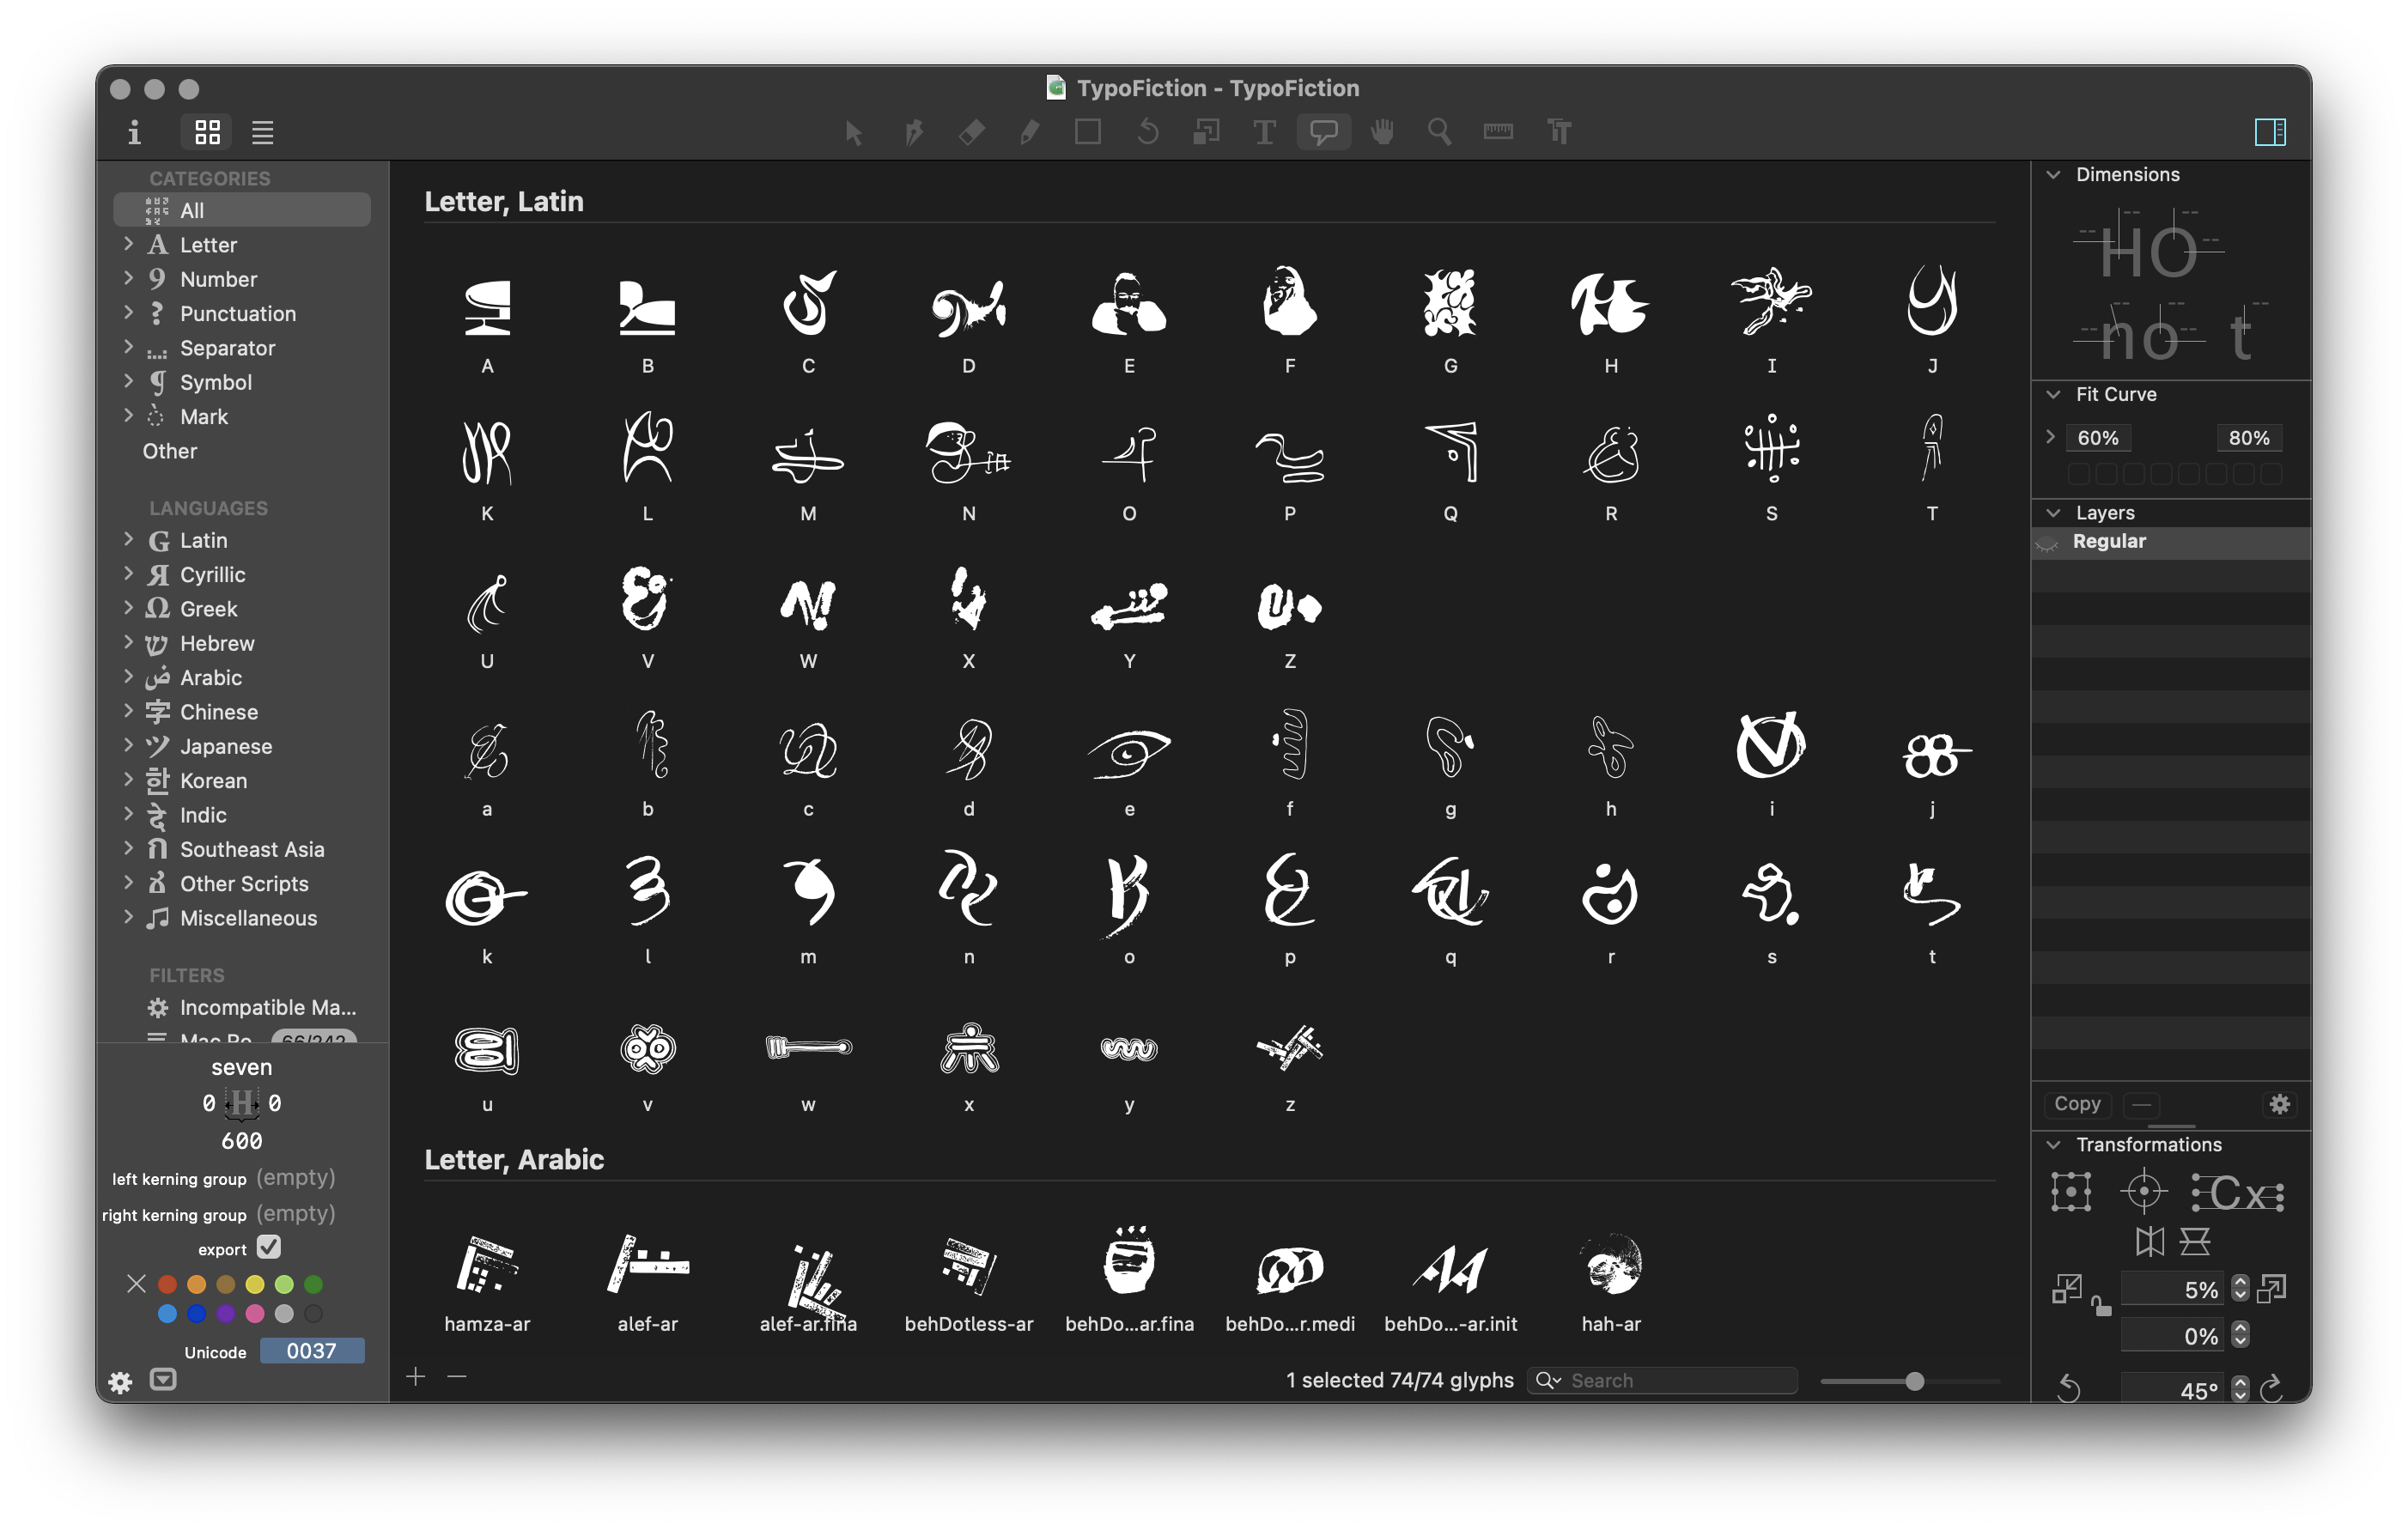 TypoFiction - TypoFiction
CATEGORIES
All
Letter
Number
Punctuation
Separator
Symbol
Mark
Other
LANGUAGES
Latin
Cyrillic
Greek
Hebrew
Arabic
Chinese
Japanese
Korean
Indic
Southeast Asia
Other Scripts
Miscellaneous
FILTERS
Incompatible Ma...
Mac Ro 66/242
seven
0 H 0
600
left kerning group (empty)
right kerning group (empty)
export
Unicode 0037
Letter, Latin
A B C D E F G H I J
K L M N O P Q R S T
U V W X Y Z
a b c d e f g h i j
k l m n o p q r s t
u v w x y z
Letter, Arabic
hamza-ar alef-ar alef-ar.fina behDotless-ar behDo...ar.fina behDo...r.medi behDo...-ar.init hah-ar
1 selected 74/74 glyphs Search
Dimensions
HO
no t
Fit Curve
60% 80%
Layers
Regular
Copy
Transformations
Cx
5%
0%
45°